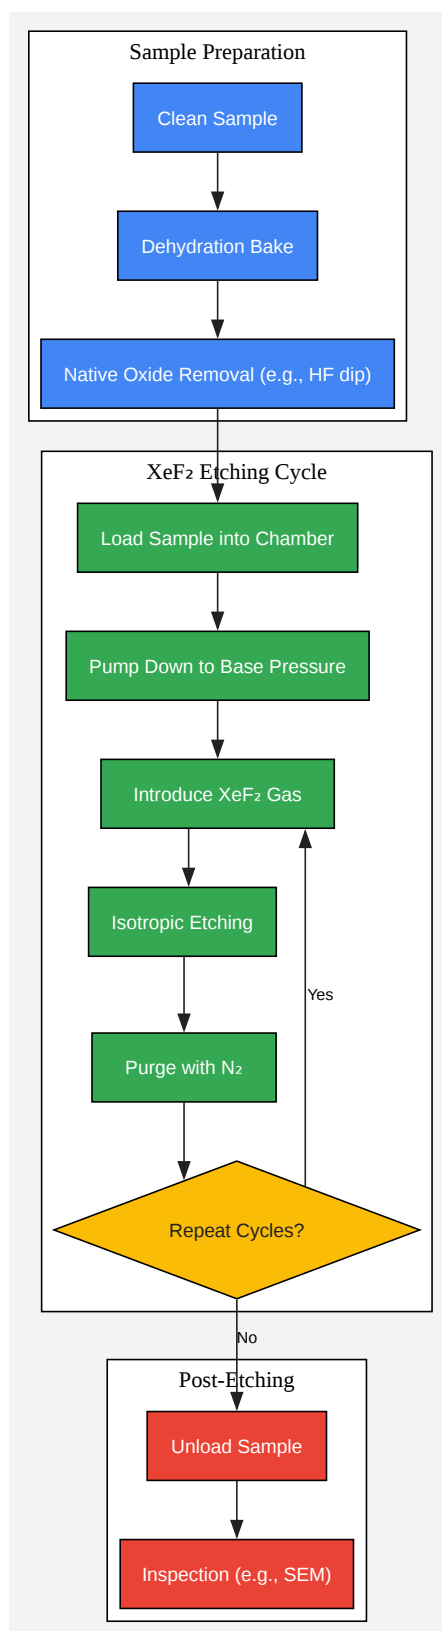 Sample Preparation
Clean Sample
Dehydration Bake
Native Oxide Removal (e.g., HF dip)
XeF₂ Etching Cycle
Load Sample into Chamber
Pump Down to Base Pressure
Introduce XeF₂ Gas
Isotropic Etching
Yes
Purge with N₂
Repeat Cycles?
No
Post-Etching
Unload Sample
Inspection (e.g., SEM)